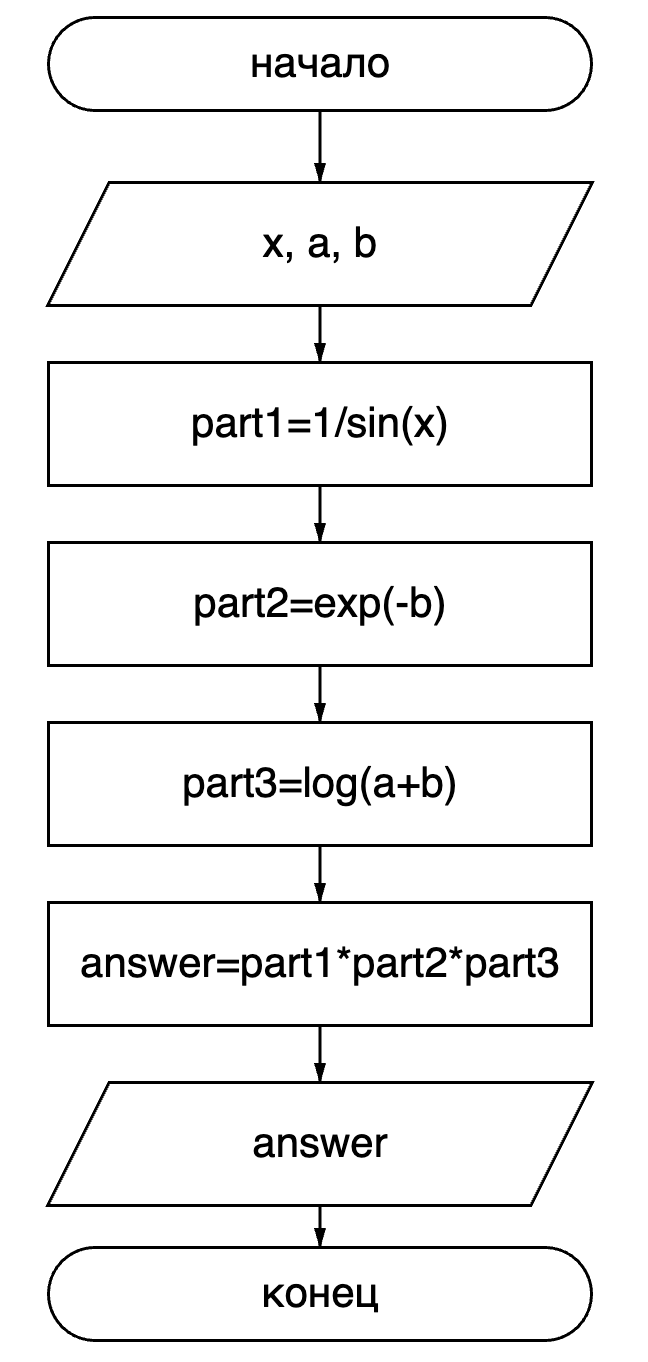 начало
x, a, b
part1=1/sin(x)
part2=exp(-b)
part3=log(a+b)
answer=part1*part2*part3
answer
конец